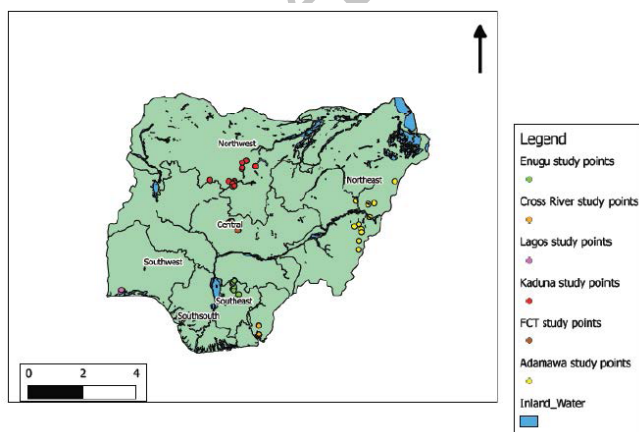 Northwest
Northeast
Central
Southwest
Southeast
Southsouth
0 2 4
Legend
Enugu study points
Cross River study points
Lagos study points
Kaduna study points
FCT study points
Adamawa study points
Inland_Water